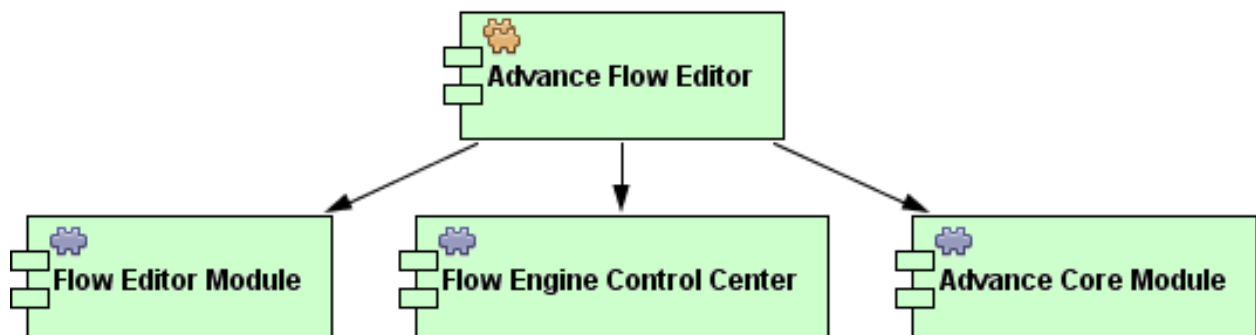 Advance Flow Editor
Flow Editor Module
Flow Engine Control Center
Advance Core Module